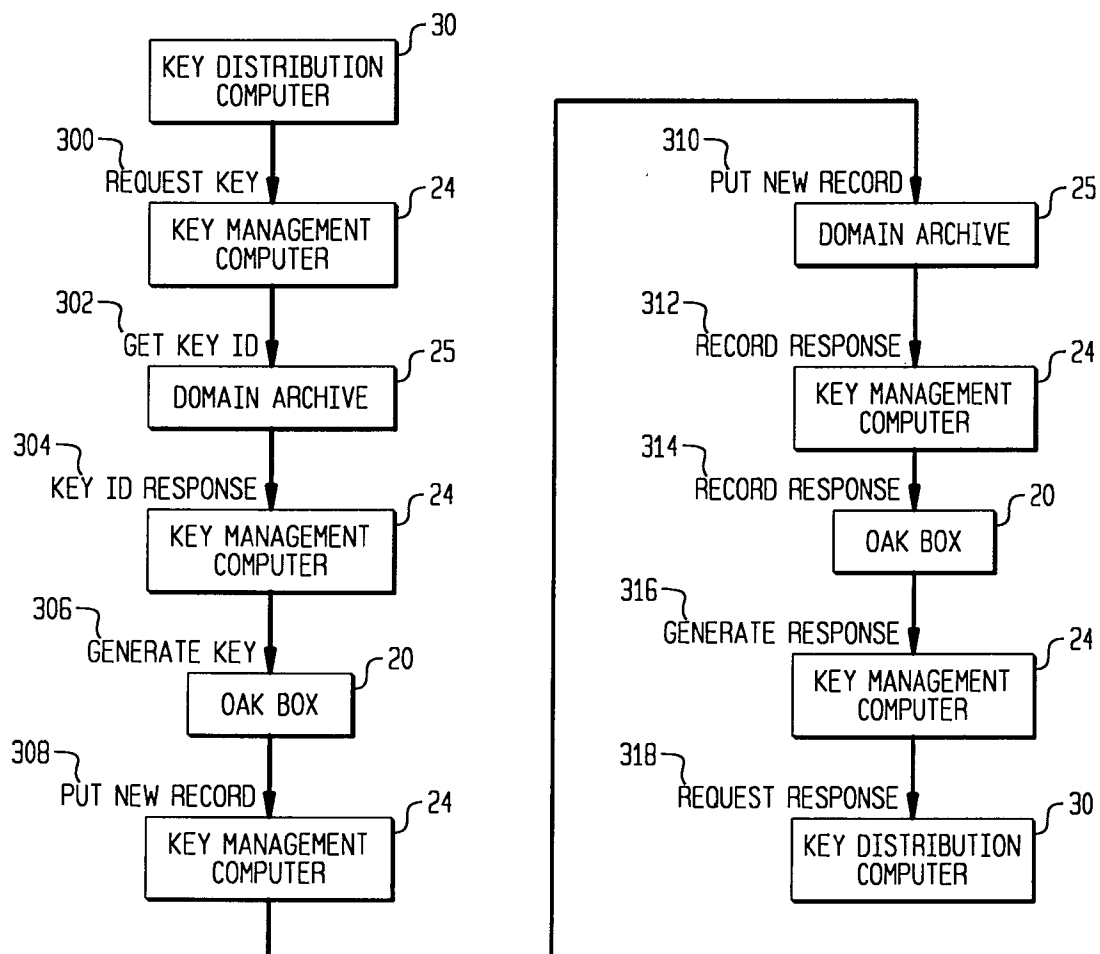 30
KEY DISTRIBUTION
COMPUTER
300
REQUEST KEY
24
KEY MANAGEMENT
COMPUTER
302
GET KEY ID
25
DOMAIN ARCHIVE
304
KEY ID RESPONSE
24
KEY MANAGEMENT
COMPUTER
306
GENERATE KEY
20
OAK BOX
308
PUT NEW RECORD
24
KEY MANAGEMENT
COMPUTER
310
PUT NEW RECORD
25
DOMAIN ARCHIVE
312
RECORD RESPONSE
24
KEY MANAGEMENT
COMPUTER
314
RECORD RESPONSE
20
OAK BOX
316
GENERATE RESPONSE
24
KEY MANAGEMENT
COMPUTER
318
REQUEST RESPONSE
30
KEY DISTRIBUTION
COMPUTER